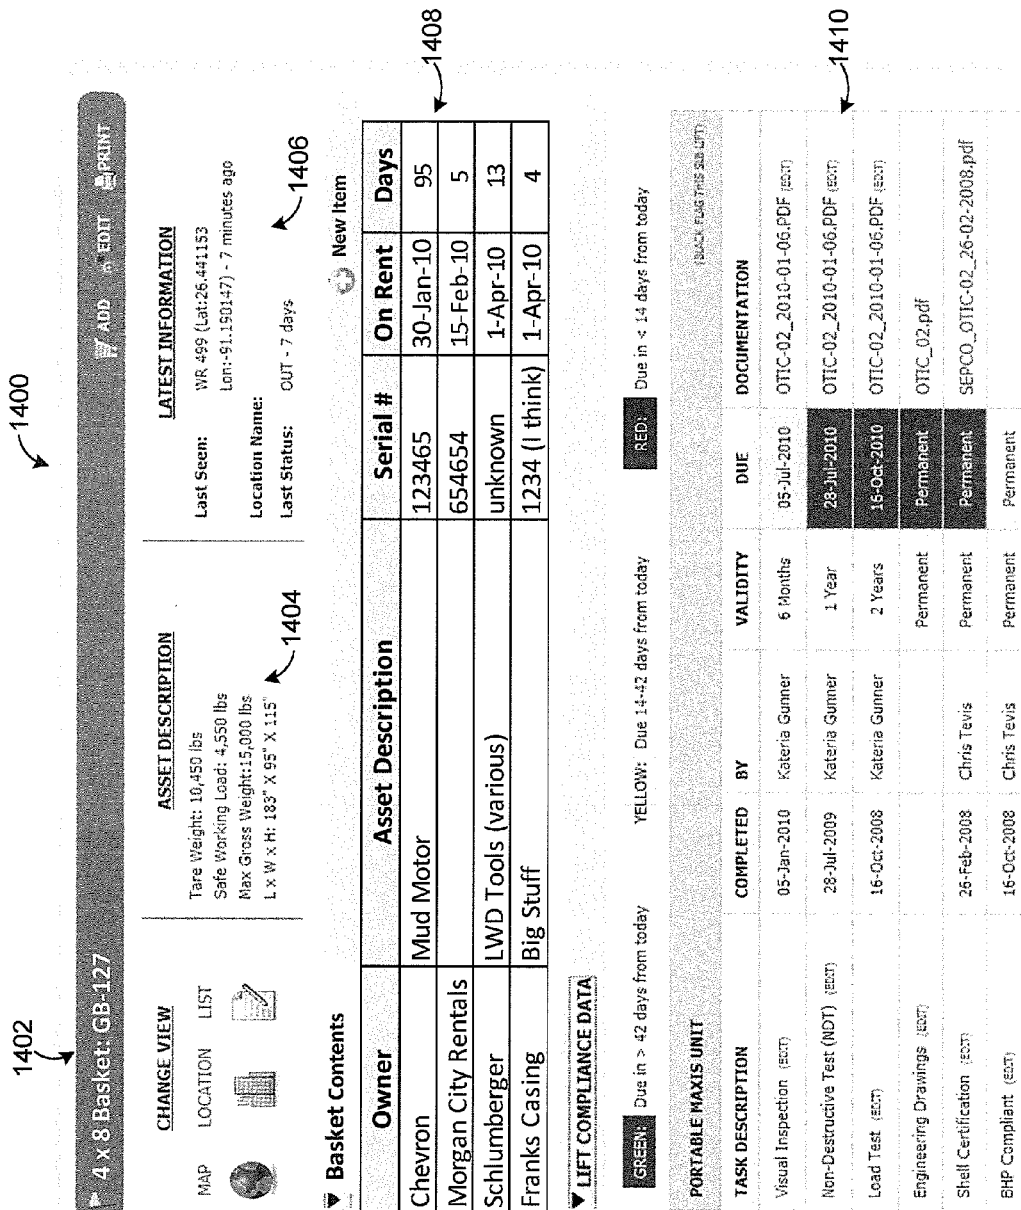 1400
1402
4 x 8 Basket: GB-127
ADD EDIT PRINT
CHANGE VIEW
MAP LOCATION LIST
ASSET DESCRIPTION
Tare Weight: 10,450 lbs
Safe Working Load: 4,550 lbs
Max Gross Weight:15,000 lbs
L x W x H: 183" X 95" X 115"
1404
LATEST INFORMATION
Last Seen: WR 499 (Lat:26.441153
Lon:-91.190147) - 7 minutes ago
Location Name:
Last Status: OUT - 7 days
1406
Basket Contents
New Item
Owner Asset Description Serial # On Rent Days
Chevron Mud Motor 123465 30-Jan-10 95
Morgan City Rentals 654654 15-Feb-10 5
Schlumberger LWD Tools (various) unknown 1-Apr-10 13
Franks Casing Big Stuff 1234 (I think) 1-Apr-10 4
1408
LIFT COMPLIANCE DATA
GREEN: Due in > 42 days from today YELLOW: Due 14-42 days from today RED: Due in < 14 days from today
PORTABLE MAXIS UNIT (BLACK FLAG THIS SUB LIFT)
TASK DESCRIPTION COMPLETED BY VALIDITY DUE DOCUMENTATION
Visual Inspection (EDIT) 05-Jan-2010 Kateria Gunner 6 Months 05-Jul-2010 OTIC-02_2010-01-06.PDF (EDIT)
Non-Destructive Test (NDT) (EDIT) 28-Jul-2009 Kateria Gunner 1 Year 28-Jul-2010 OTIC-02_2010-01-06.PDF (EDIT)
Load Test (EDIT) 16-Oct-2008 Kateria Gunner 2 Years 16-Oct-2010 OTIC-02_2010-01-06.PDF (EDIT)
Engineering Drawings (EDIT) Permanent Permanent OTIC_02.pdf
Shell Certification (EDIT) 26-Feb-2008 Chris Tevis Permanent Permanent SEPCO_OTIC-02_26-02-2008.pdf
BHP Compliant (EDIT) 16-Oct-2008 Chris Tevis Permanent Permanent
1410